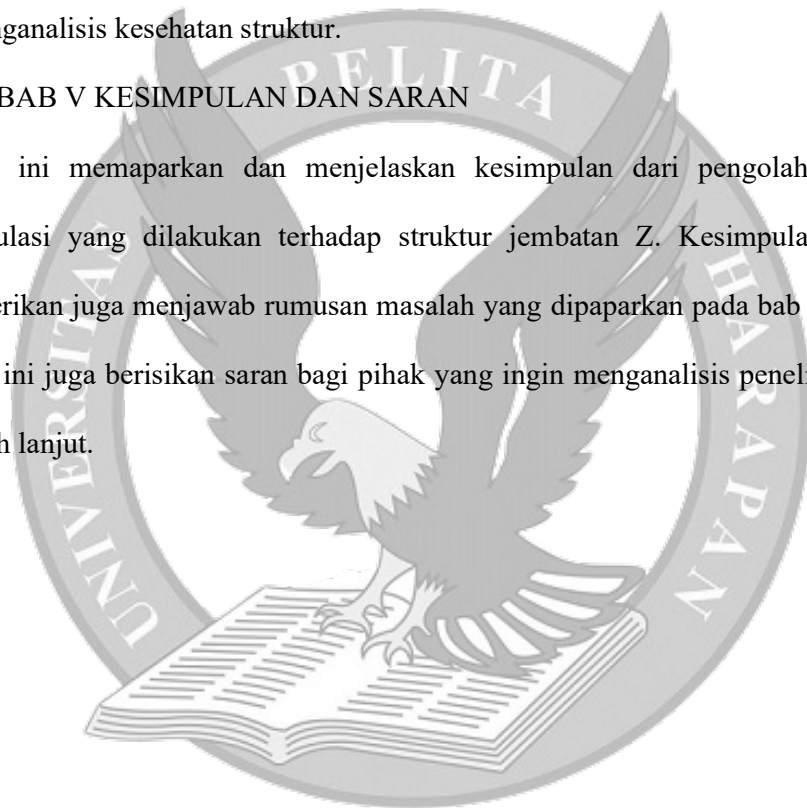 nganalisis kesehatan struktur.
BAB V KESIMPULAN DAN SARAN
ini memaparkan dan menjelaskan kesimpulan dari pengolah
ulasi yang dilakukan terhadap struktur jembatan Z. Kesimpula
erikan juga menjawab rumusan masalah yang dipaparkan pada bab
ini juga berisikan saran bagi pihak yang ingin menganalisis peneli
h lanjut.
UNIVERSITAS PELITA HARAPAN